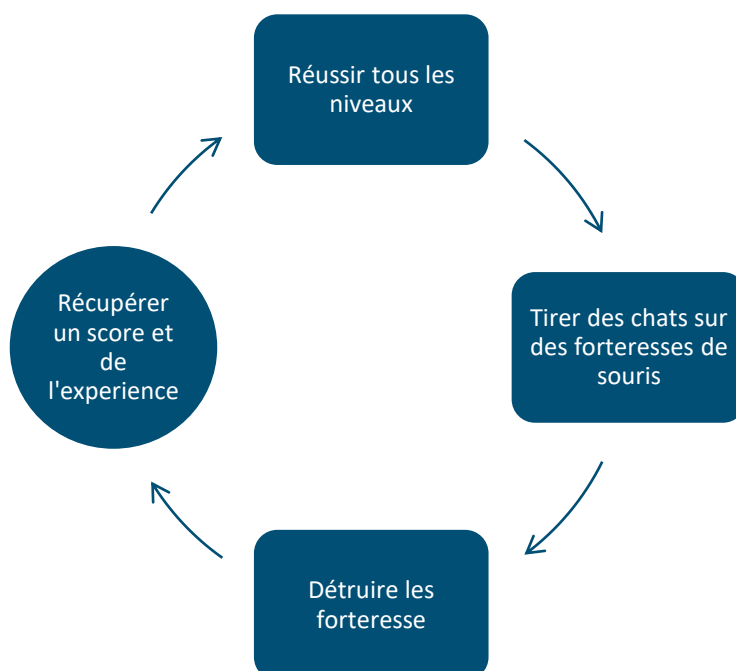 Réussir tous les
niveaux
Tirer des chats sur
des forteresses de
souris
Détruire les
forteresse
Récupérer
un score et
de
l'experience